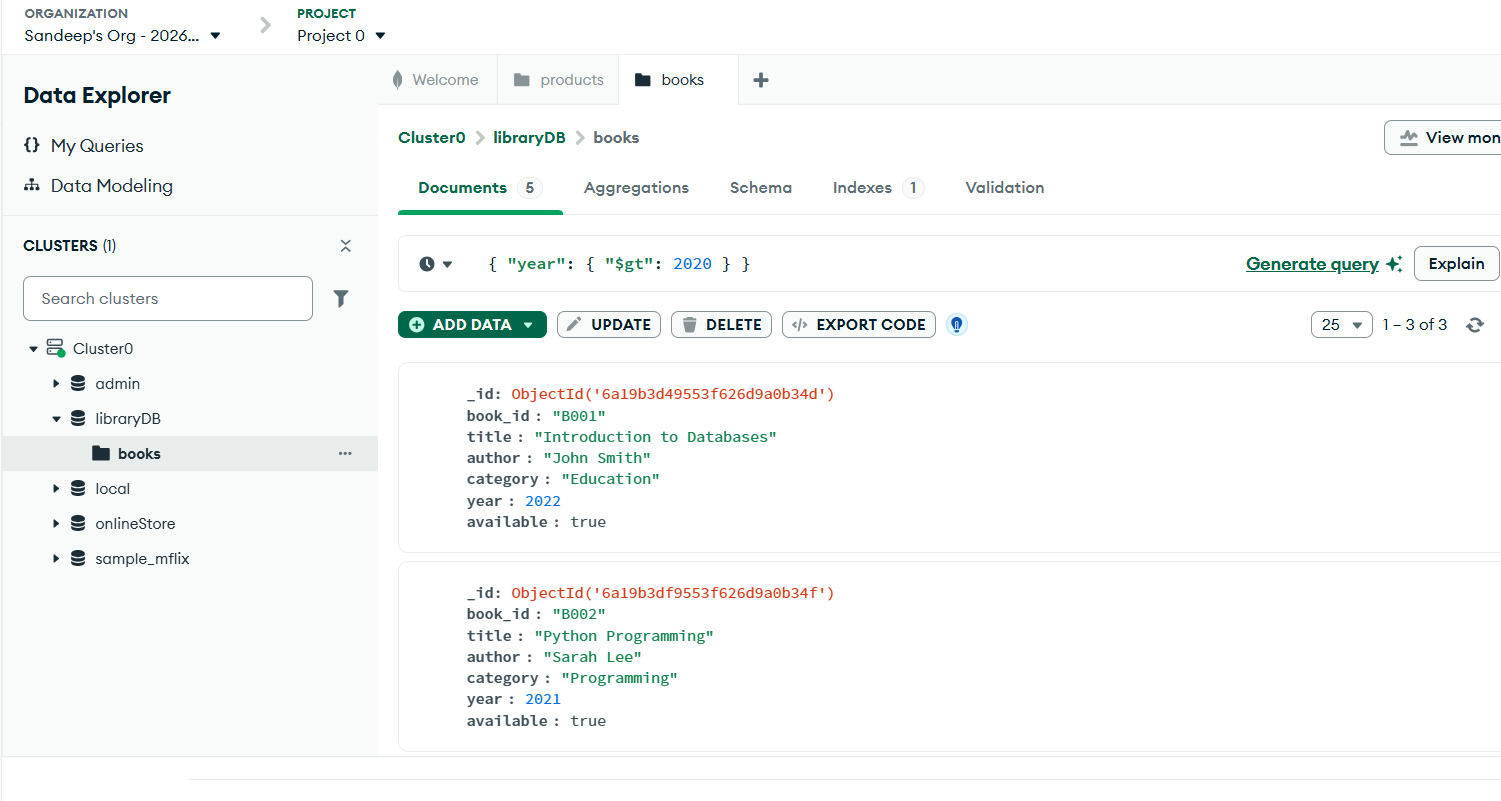 ORGANIZATION
Sandeep's Org - 2026...
PROJECT
Project 0
Data Explorer
My Queries
Data Modeling
CLUSTERS (1)
Search clusters
Cluster0
admin
libraryDB
books
local
onlineStore
sample_mflix
Welcome
products
books
Cluster0 libraryDB books
View mon
Documents 5
Aggregations
Schema
Indexes 1
Validation
{ "year": { "$gt": 2020 } }
Generate query
Explain
ADD DATA
UPDATE
DELETE
EXPORT CODE
25
1 – 3 of 3
_id: ObjectId('6a19b3d49553f626d9a0b34d')
book_id : "B001"
title : "Introduction to Databases"
author : "John Smith"
category : "Education"
year : 2022
available : true
_id: ObjectId('6a19b3df9553f626d9a0b34f')
book_id : "B002"
title : "Python Programming"
author : "Sarah Lee"
category : "Programming"
year : 2021
available : true